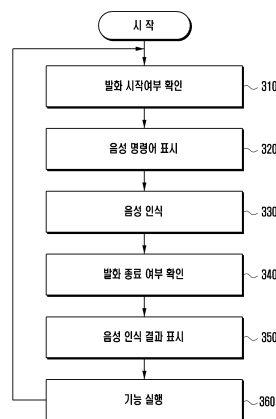 시 작
발화 시작여부 확인
310
음성 명령어 표시
320
음성 인식
330
발화 종료 여부 확인
340
음성 인식 결과 표시
350
기능 실행
360